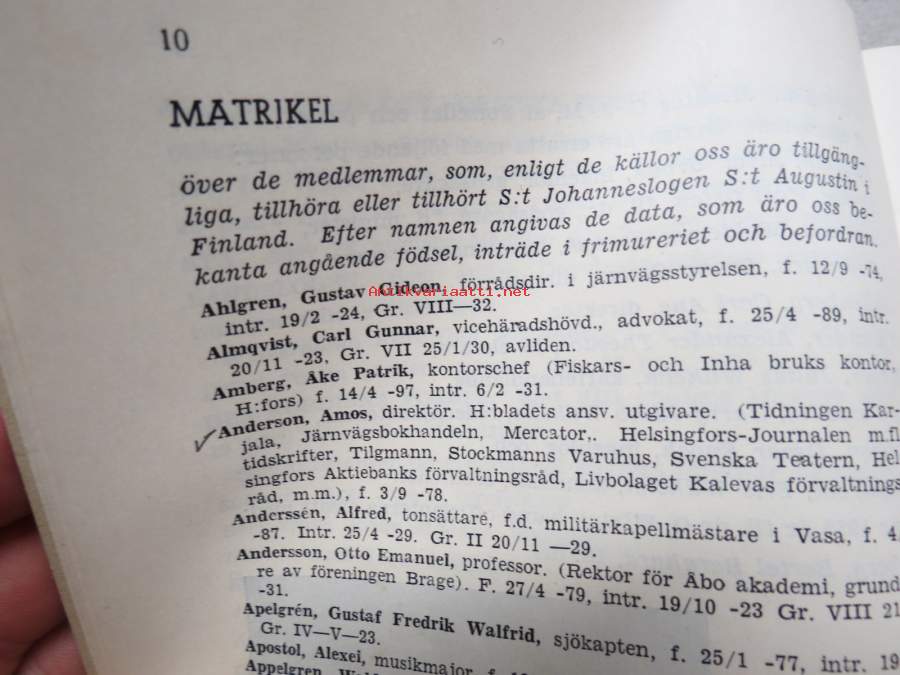 10
MATRIKEL
över de medlemmar, som, enligt de källor oss äro tillgäng-
liga, tillhöra eller tillhört S:t Johanneslogen S:t Augustin i
Finland. Efter namnen angivas de data, som äro oss be-
kanta angående födsel, inträde i frimureriet och befordran.
Ahlgren, Gustav Gideon, förrådsdir. i järnvägsstyrelsen, f. 12/9 -74,
intr. 19/2 -24, Gr. VIII—32.
Antikvariaatti.net
Almqvist, Carl Gunnar, vicehäradshövd., advokat, f. 25/4 -89, intr.
20/11 -23, Gr. VII 25/1/30, avliden.
Amberg, Åke Patrik, kontorschef (Fiskars- och Inha bruks kontor,
H:fors) f. 14/4 -97, intr. 6/2 -31.
Anderson, Amos, direktör. H:bladets ansv. utgivare. (Tidningen Kar-
jala, Järnvägsbokhandeln, Mercator,. Helsingfors-Journalen m.fl
tidskrifter, Tilgmann, Stockmanns Varuhus, Svenska Teatern, Hel
singfors Aktiebanks förvaltningsråd, Livbolaget Kalevas förvaltnings
råd, m.m.), f. 3/9 -78.
Anderssén, Alfred, tonsättare, f.d. militärkapellmästare i Vasa, f. 4/
-87. Intr. 25/4 -29. Gr. II 20/11 —29.
Andersson, Otto Emanuel, professor. (Rektor för Åbo akademi, grund
re av föreningen Brage). F. 27/4 -79, intr. 19/10 -23 Gr. VIII 21
-31.
Apelgrén, Gustaf Fredrik Walfrid, sjökapten, f. 25/1 -77, intr. 19
Gr. IV—V—23.
Apostol, Alexei, musikmajor, f.
Appelgren,